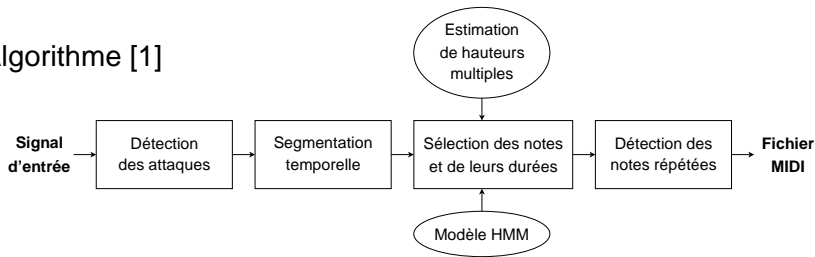 Estimation
de hauteurs
multiples
lgorithme [1]
Signal
d'entrée
Détection
des attaques
Segmentation
temporelle
Sélection des notes
et de leurs durées
Détection des
notes répétées
Fichier
MIDI
Modèle HMM